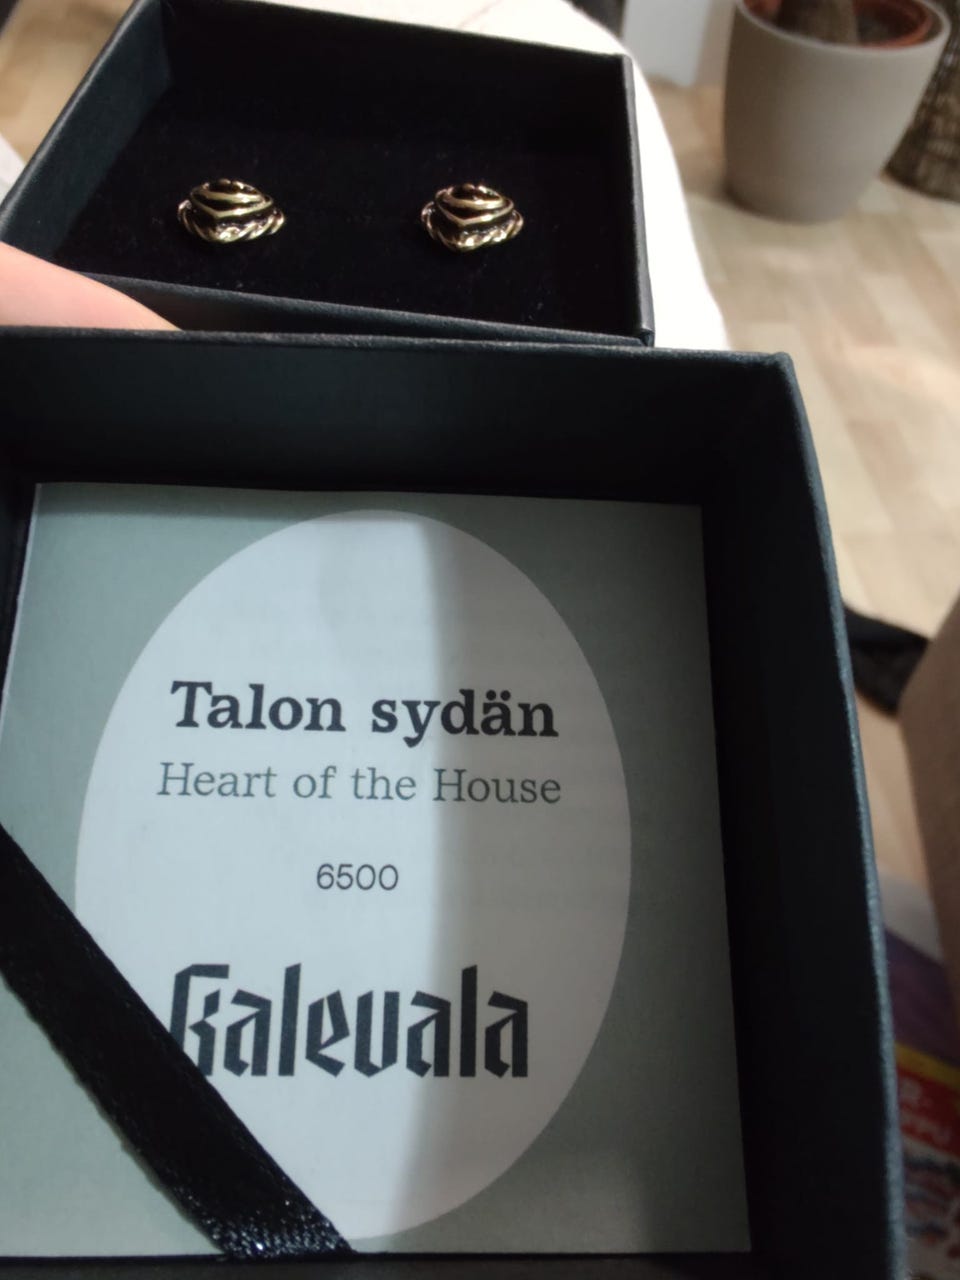 Talon sydän
Heart of the House
6500
Kalevala